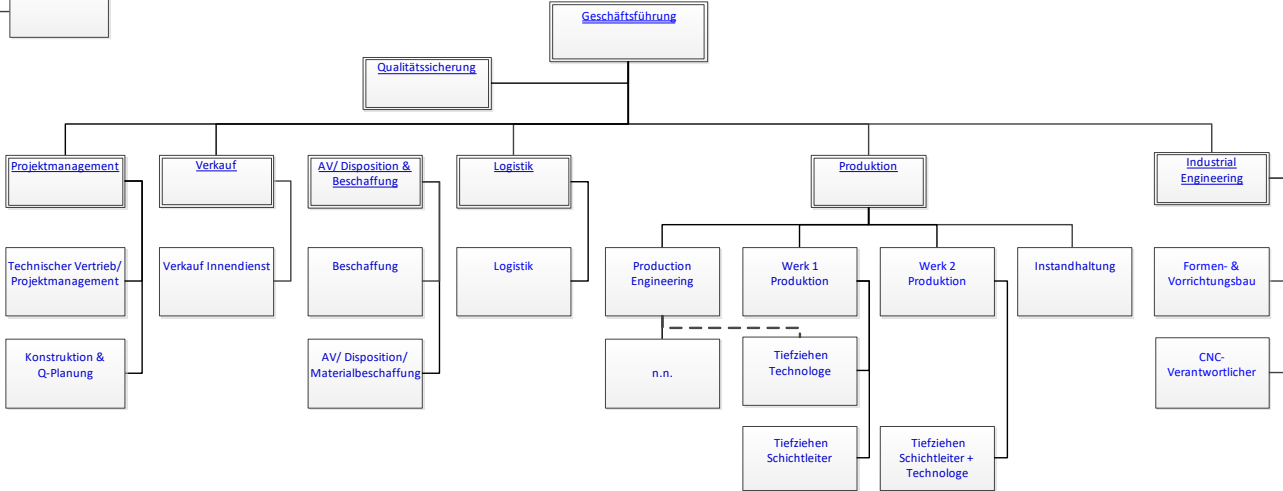 Geschäftsführung
Qualitätssicherung
Projektmanagement
Verkauf
AV/ Disposition &
Beschaffung
Logistik
Produktion
Industrial
Engineering
Technischer Vertrieb/
Projektmanagement
Verkauf Innendienst
Beschaffung
Logistik
Production
Engineering
Werk 1
Produktion
Werk 2
Produktion
Instandhaltung
Formen- &
Vorrichtungsbau
Konstruktion &
Q-Planung
AV/ Disposition/
Materialbeschaffung
n.n.
Tiefziehen
Technologe
CNC-
Verantwortlicher
Tiefziehen
Schichtleiter
Tiefziehen
Schichtleiter +
Technologe